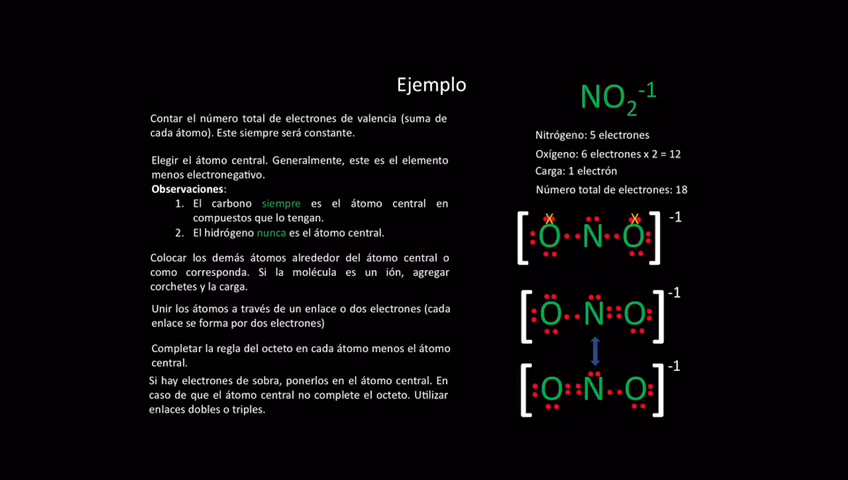 Ejemplo
Contar el número total de electrones de valencia (suma de
cada átomo). Este siempre será constante.
Elegir el átomo central. Generalmente, este es el elemento
menos electronegativo.
Observaciones:
1. El carbono siempre es el átomo central en
compuestos que lo tengan.
2. El hidrógeno nunca es el átomo central.
Colocar los demás átomos alrededor del átomo central o
como corresponda. Si la molécula es un ión, agregar
corchetes y la carga.
Unir los átomos a través de un enlace o dos electrones (cada
enlace se forma por dos electrones)
Completar la regla del octeto en cada átomo menos el átomo
central.
Si hay electrones de sobra, ponerlos en el átomo central. En
caso de que el átomo central no complete el octeto. Utilizar
enlaces dobles o triples.
NO₂⁻¹
Nitrógeno: 5 electrones
Oxígeno: 6 electrones x 2 = 12
Carga: 1 electrón
Número total de electrones: 18
X X
[O N O] -1
[O N O] -1
[O N O] -1